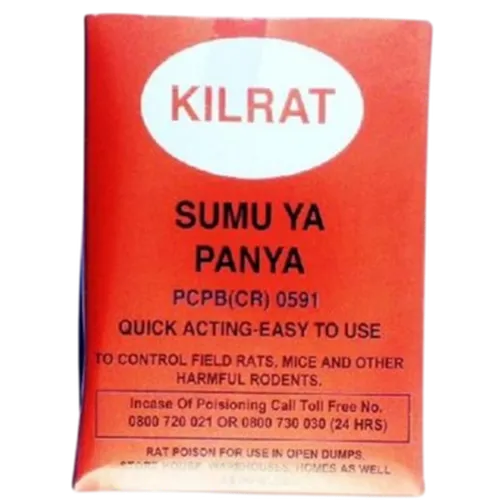 KILRAT
SUMU YA
PANYA
PCPB(CR) 0591
QUICK ACTING-EASY TO USE
TO CONTROL FIELD RATS, MICE AND OTHER
HARMFUL RODENTS.
Incase Of Poisioning Call Toll Free No.
0800 720 021 OR 0800 730 030 (24 HRS)
RAT POISON FOR USE IN OPEN DUMPS,
STORE HOUSE, WAREHOUSES, HOMES AS WELL